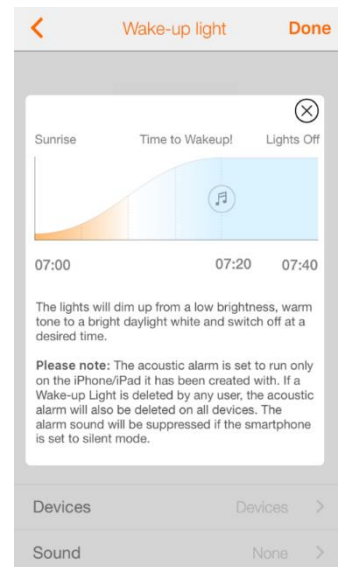 Wake-up light Done
Sunrise Time to Wakeup! Lights Off
07:00 07:20 07:40
The lights will dim up from a low brightness, warm
tone to a bright daylight white and switch off at a
desired time.
Please note: The acoustic alarm is set to run only
on the iPhone/iPad it has been created with. If a
Wake-up Light is deleted by any user, the acoustic
alarm will also be deleted on all devices. The
alarm sound will be suppressed if the smartphone
is set to silent mode.
Devices Devices
Sound None